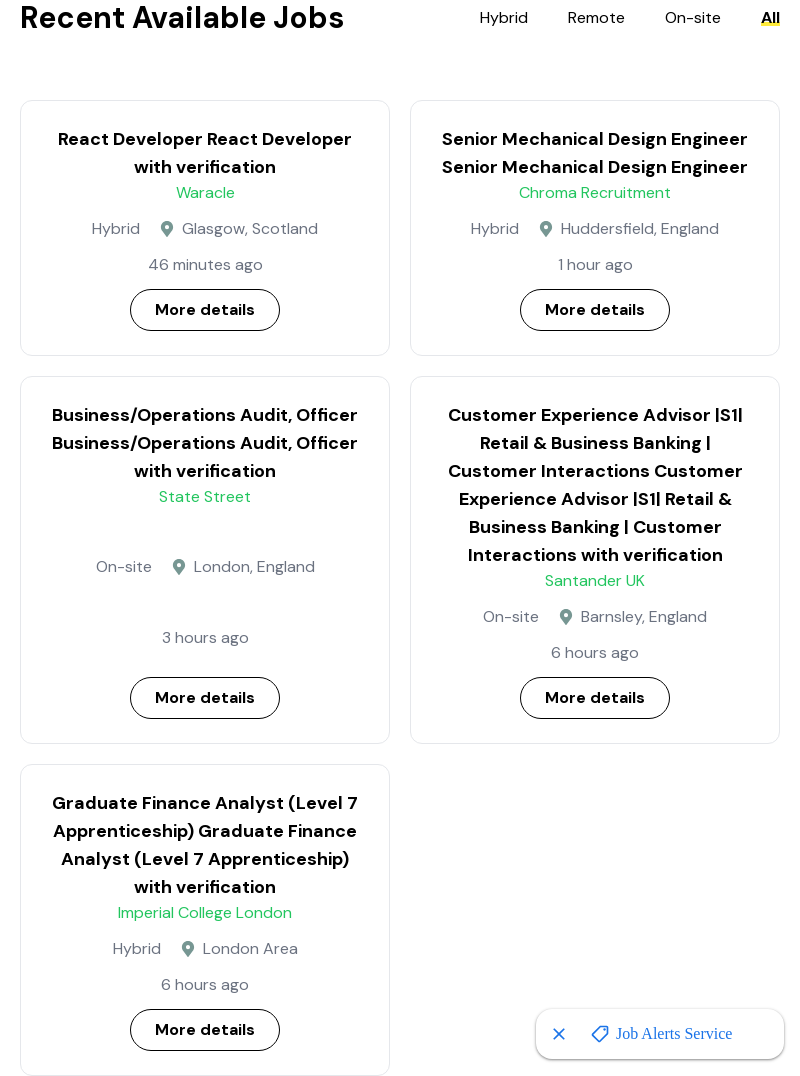 Recent Available Jobs
Hybrid
Remote
On-site
All
React Developer React Developer
with verification
Waracle
Hybrid
Glasgow, Scotland
46 minutes ago
More details
Senior Mechanical Design Engineer
Senior Mechanical Design Engineer
Chroma Recruitment
Hybrid
Huddersfield, England
1 hour ago
More details
Business/Operations Audit, Officer
Business/Operations Audit, Officer
with verification
State Street
On-site
London, England
3 hours ago
More details
Customer Experience Advisor |S1|
Retail & Business Banking |
Customer Interactions Customer
Experience Advisor |S1| Retail &
Business Banking | Customer
Interactions with verification
Santander UK
On-site
Barnsley, England
6 hours ago
More details
Graduate Finance Analyst (Level 7
Apprenticeship) Graduate Finance
Analyst (Level 7 Apprenticeship)
with verification
Imperial College London
Hybrid
London Area
6 hours ago
More details
Job Alerts Service